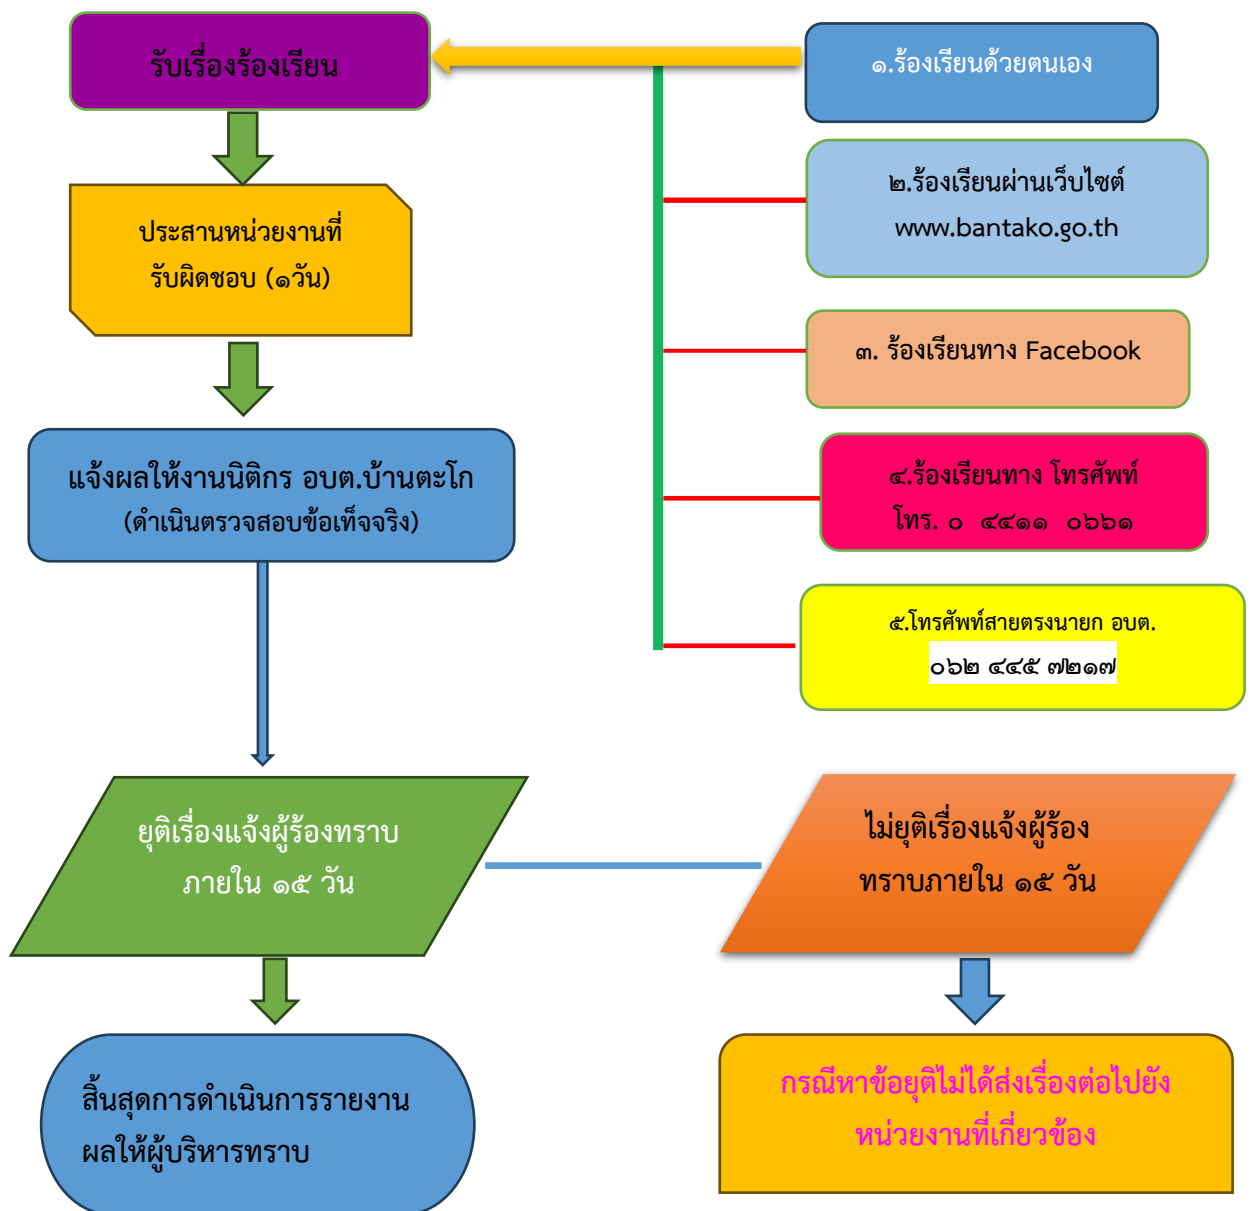 รับเรื่องร้องเรียน
๑.ร้องเรียนด้วยตนเอง
๒.ร้องเรียนผ่านเว็บไซต์
www.bantako.go.th
ประสานหน่วยงานที่
รับผิดชอบ (๑วัน)
๓. ร้องเรียนทาง Facebook
แจ้งผลให้งานนิติกร อบต.บ้านตะโก
(ดำเนินตรวจสอบข้อเท็จจริง)
๔.ร้องเรียนทาง โทรศัพท์
โทร. ๐ ๔๔๑๑ ๐๖๖๑
๕.โทรศัพท์สายตรงนายก อบต.
๐๖๒ ๔๔๕ ๗๒๑๗
ยุติเรื่องแจ้งผู้ร้องทราบ
ภายใน ๑๕ วัน
ไม่ยุติเรื่องแจ้งผู้ร้อง
ทราบภายใน ๑๕ วัน
สิ้นสุดการดำเนินการรายงาน
ผลให้ผู้บริหารทราบ
กรณีหาข้อยุติไม่ได้ส่งเรื่องต่อไปยัง
หน่วยงานที่เกี่ยวข้อง